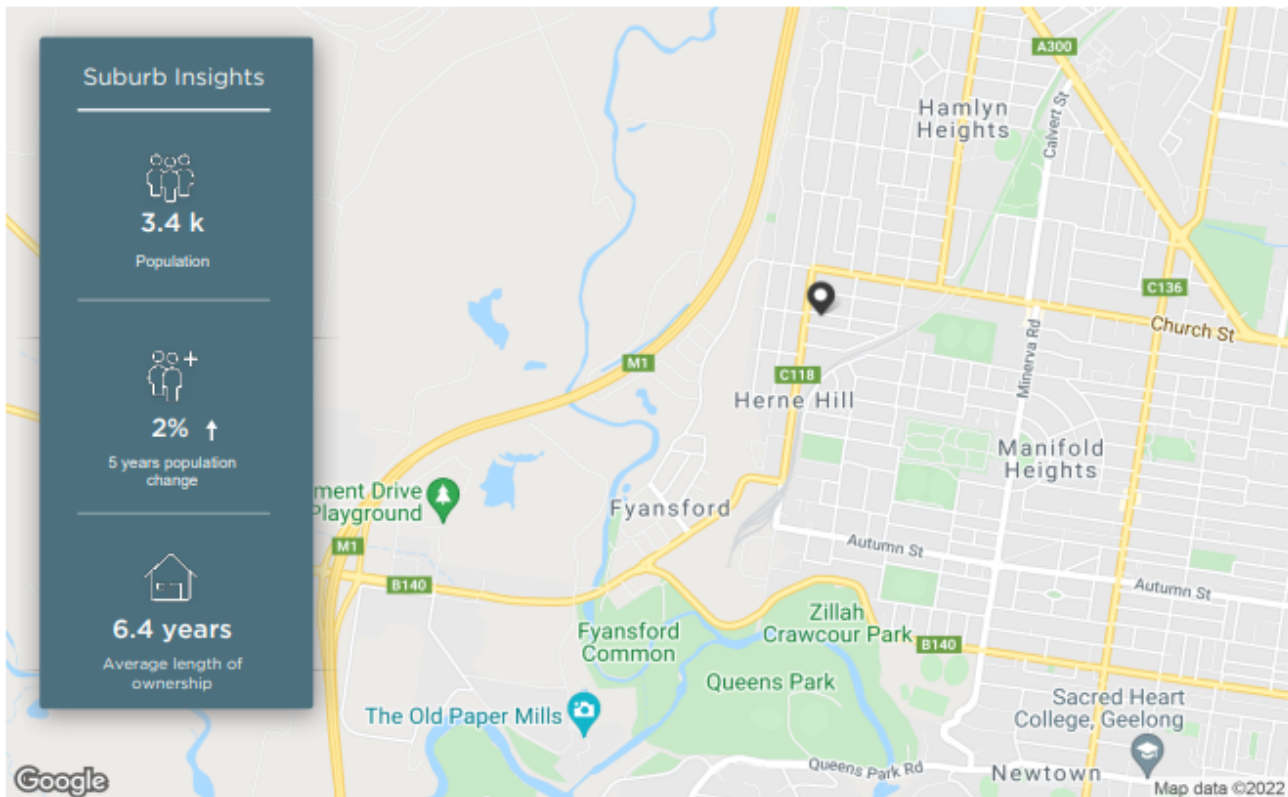 Suburb Insights
3.4 k
Population
2%
5 years population
change
6.4 years
Average length of
ownership
A300
Hamlyn
Heights
Calvert St
C136
Church St
M1
C118
Minerva Rd
Herne Hill
Manifold
Heights
ment Drive
Playground
Fyansford
M1
Autumn St
B140
Autumn St
Fyansford
Common
Zillah
Crawcour Park
B140
Queens Park
The Old Paper Mills
Sacred Heart
College, Geelong
Queens Park Rd
Newtown
Google
Map data ©2022